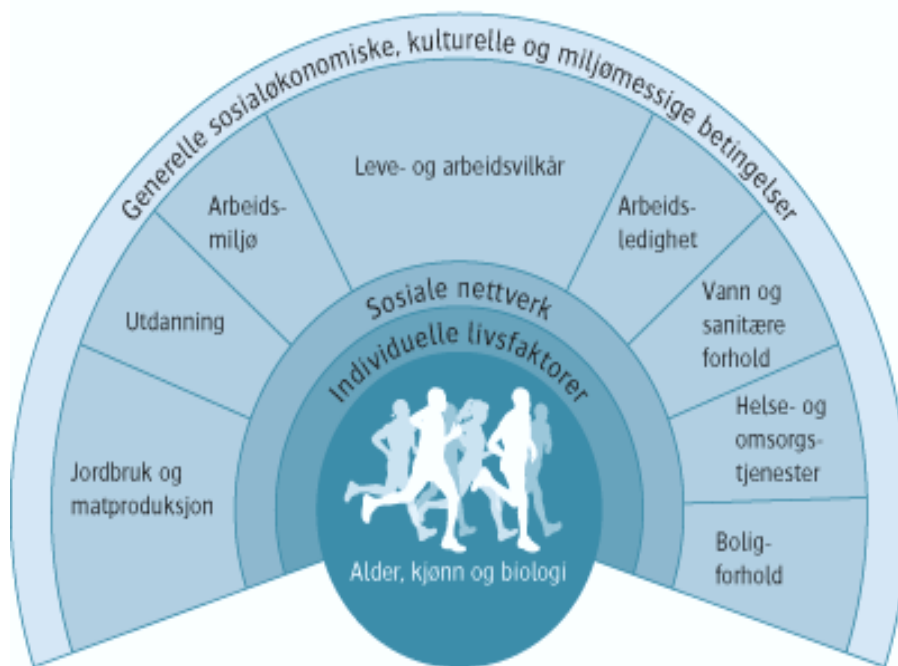 Generelle sosialøkonomiske, kulturelle og miljømessige betingelser
Leve- og arbeidsvilkår
Arbeids-
miljø
Arbeids-
ledighet
Utdanning
Vann og
sanitære
forhold
Jordbruk og
matproduksjon
Helse- og
omsorgs-
tjenester
Bolig-
forhold
Sosiale nettverk
Individuelle livsfaktorer
Alder, kjønn og biologi